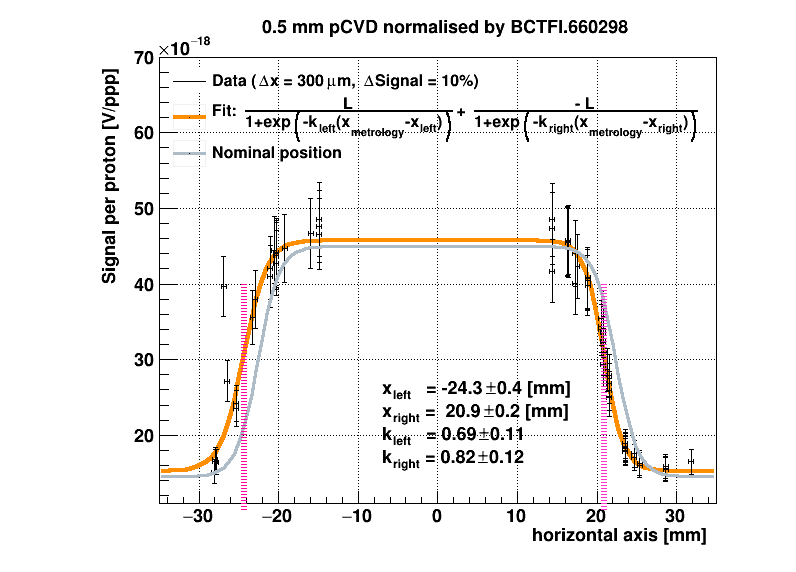 0.5 mm pCVD normalised by BCTFI.660298
×10⁻¹⁸
Signal per proton [V/ppp]
70
60
50
40
30
20
Data ( Δx = 300 μm, ΔSignal = 10%)
Fit: L / 1+exp(-k_left(x_metrology -x_left)) + - L / 1+exp(-k_right(x_metrology -x_right))
Nominal position
x_left = -24.3±0.4 [mm]
x_right = 20.9±0.2 [mm]
k_left = 0.69±0.11
k_right = 0.82±0.12
−30 −20 −10 0 10 20 30
horizontal axis [mm]